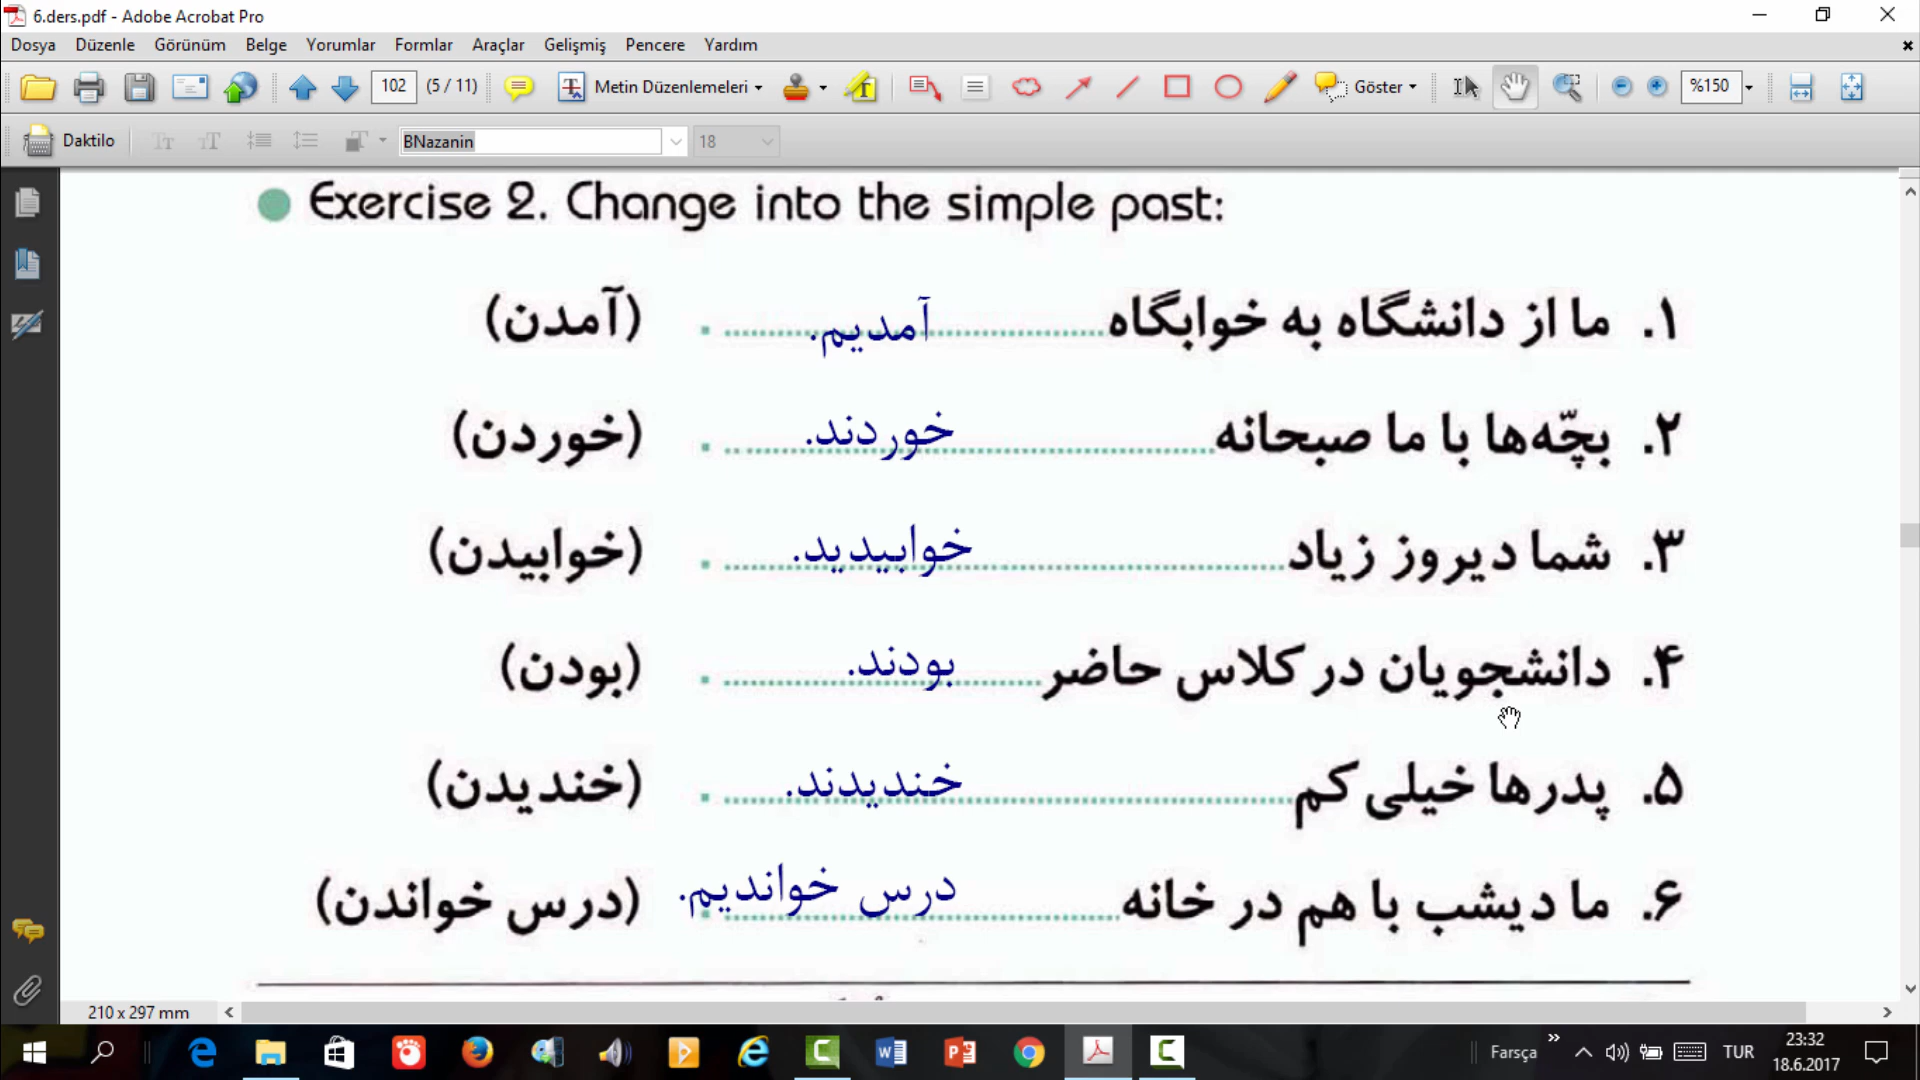 6.ders.pdf - Adobe Acrobat Pro
Dosya Düzenle Görünüm Belge Yorumlar Formlar Araçlar Gelişmiş Pencere Yardım
102 (5 / 11) Metin Düzenlemeleri Göster %150
Daktilo BNazanin 18
Exercise 2. Change into the simple past:
۱. ما از دانشگاه به خوابگاه آمدیم. (آمدن)
۲. بچّه‌ها با ما صبحانه خوردند. (خوردن)
۳. شما دیروز زیاد خوابیدید. (خوابیدن)
۴. دانشجویان در کلاس حاضر بودند. (بودن)
۵. پدرها خیلی کم خندیدند. (خندیدن)
۶. ما دیشب با هم در خانه درس خواندیم. (درس خواندن)
210 x 297 mm
Farsça TUR 23:32
18.6.2017